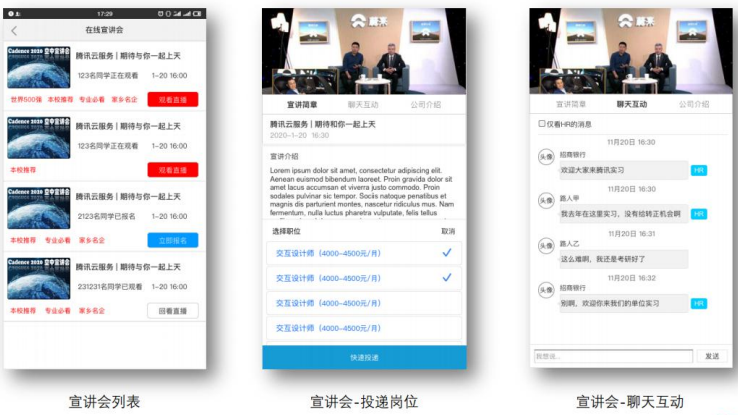 17:29
在线宣讲会
Cadence 2020 空中宣讲会
腾讯云服务 | 期待与你一起上天
123名同学正在观看 1-20 16:00
世界500强 本校推荐 专业必看 家乡名企 观看直播
Cadence 2020 空中宣讲会
腾讯云服务 | 期待与你一起上天
123名同学正在观看 1-20 16:00
本校推荐 观看直播
Cadence 2020 空中宣讲会
腾讯云服务 | 期待与你一起上天
2123名同学已报名 1-20 16:00
本校推荐 专业必看 家乡名企 立即报名
Cadence 2020 空中宣讲会
腾讯云服务 | 期待与你一起上天
231231名同学已观看 1-20 16:00
本校推荐 专业必看 家乡名企 回看直播
宣讲会列表
宣讲简章 聊天互动 公司介绍
腾讯云服务 | 期待和你一起上天
2020-1-20 16:30
宣讲介绍
Lorem ipsum dolor sit amet, consectetur adipiscing elit.
Aenean euismod bibendum laoreet. Proin gravida dolor sit
amet lacus accumsan et viverra justo commodo. Proin
sodales pulvinar sic tempor. Sociis natoque penatibus et
magnis dis parturient montes, nascetur ridiculus mus. Nam
fermentum, nulla luctus pharetra vulputate, felis tellus
选择职位 取消
交互设计师（4000-4500元/月）
交互设计师（4000-4500元/月）
交互设计师（4000-4500元/月）
交互设计师（4000-4500元/月）
快速投递
宣讲会-投递岗位
宣讲简章 聊天互动 公司介绍
仅看HR的消息
11月20日 16:30
头像 招商银行
欢迎大家来腾讯实习 HR
11月20日 16:30
头像 路人甲
我去年在这里实习，没有给转正机会啊 HR
11月20日 16:31
头像 路人乙
这么难啊，我还是考研好了
11月20日 16:32
头像 招商银行
别啊，欢迎你来我们的单位实习 HR
我想说... 发送
宣讲会-聊天互动